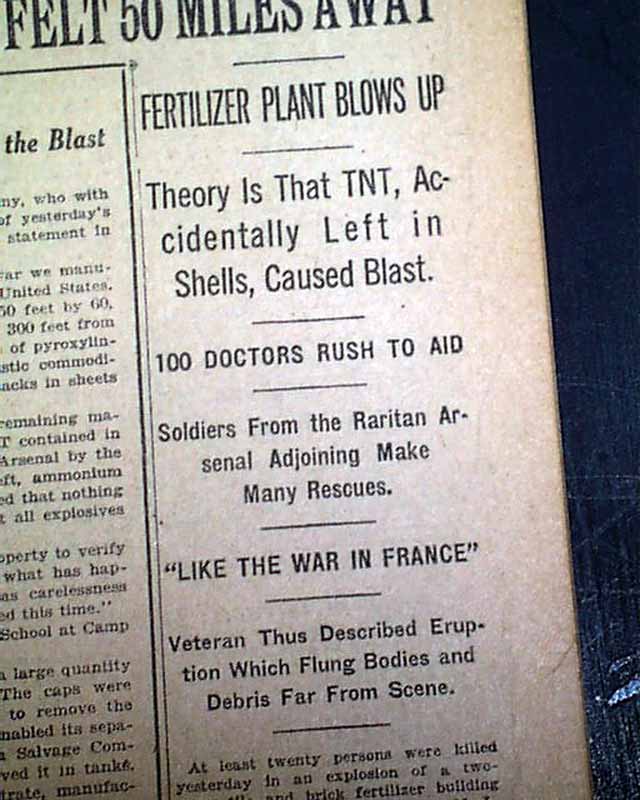 FELT 50 MILES AWAY
the Blast
ny, who with
of yesterday's
statement in
we manu-
United States.
50 feet by 60,
300 feet from
of pyroxylin-
stic commodi-
acks in sheets
remaining ma-
T contained in
Arsenal by the
eft, ammonium
ed that nothing
t all explosives
operty to verify
what has hap-
as carelessness
ed this time."
School at Camp
a large quantity
The caps were
to remove the
nabled its sepa-
a Salvage Com-
ved it in tanks.
trate, manufac-
FERTILIZER PLANT BLOWS UP
Theory Is That TNT, Ac-
cidentally Left in
Shells, Caused Blast.
100 DOCTORS RUSH TO AID
Soldiers From the Raritan Ar-
senal Adjoining Make
Many Rescues.
"LIKE THE WAR IN FRANCE"
Veteran Thus Described Erup-
tion Which Flung Bodies and
Debris Far From Scene.
At least twenty persons were killed
yesterday in an explosion of a two-
and brick fertilizer building